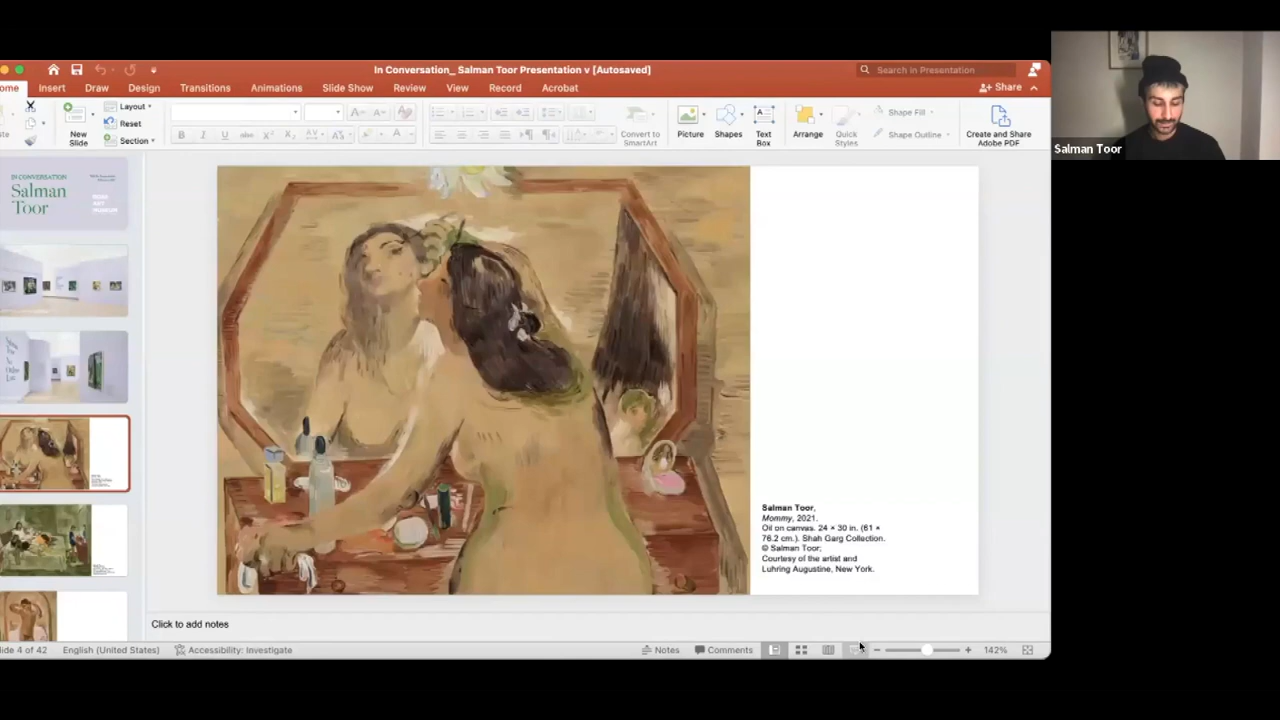 In Conversation_ Salman Toor Presentation v [Autosaved]
Search in Presentation
ome
Insert
Draw
Design
Transitions
Animations
Slide Show
Review
View
Record
Acrobat
Share
New
Slide
Layout
Reset
Section
Convert to
SmartArt
Picture
Shapes
Text
Box
Arrange
Quick
Styles
Shape Fill
Shape Outline
Create and Share
Adobe PDF
Salman Toor
IN CONVERSATION
Salman
Toor
Salman Toor,
Mommy, 2021.
Oil on canvas. 24 × 30 in. (61 ×
76.2 cm.). Shah Garg Collection.
© Salman Toor;
Courtesy of the artist and
Luhring Augustine, New York.
Click to add notes
lide 4 of 42
English (United States)
Accessibility: Investigate
Notes
Comments
142%